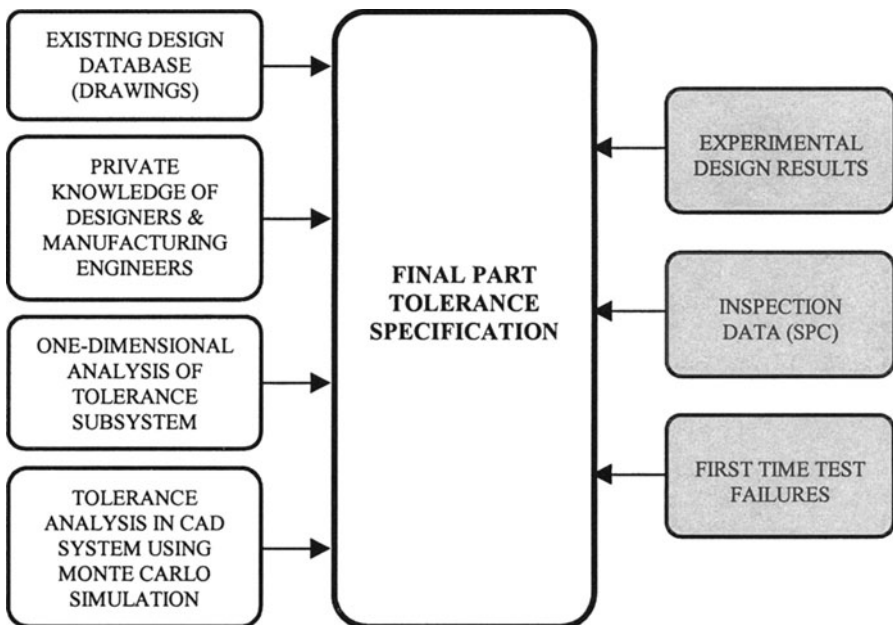 EXISTING DESIGN
DATABASE
(DRAWINGS)
PRIVATE
KNOWLEDGE OF
DESIGNERS &
MANUFACTURING
ENGINEERS
ONE-DIMENSIONAL
ANALYSIS OF
TOLERANCE
SUBSYSTEM
TOLERANCE
ANALYSIS IN CAD
SYSTEM USING
MONTE CARLO
SIMULATION
FINAL PART
TOLERANCE
SPECIFICATION
EXPERIMENTAL
DESIGN RESULTS
INSPECTION
DATA (SPC)
FIRST TIME TEST
FAILURES